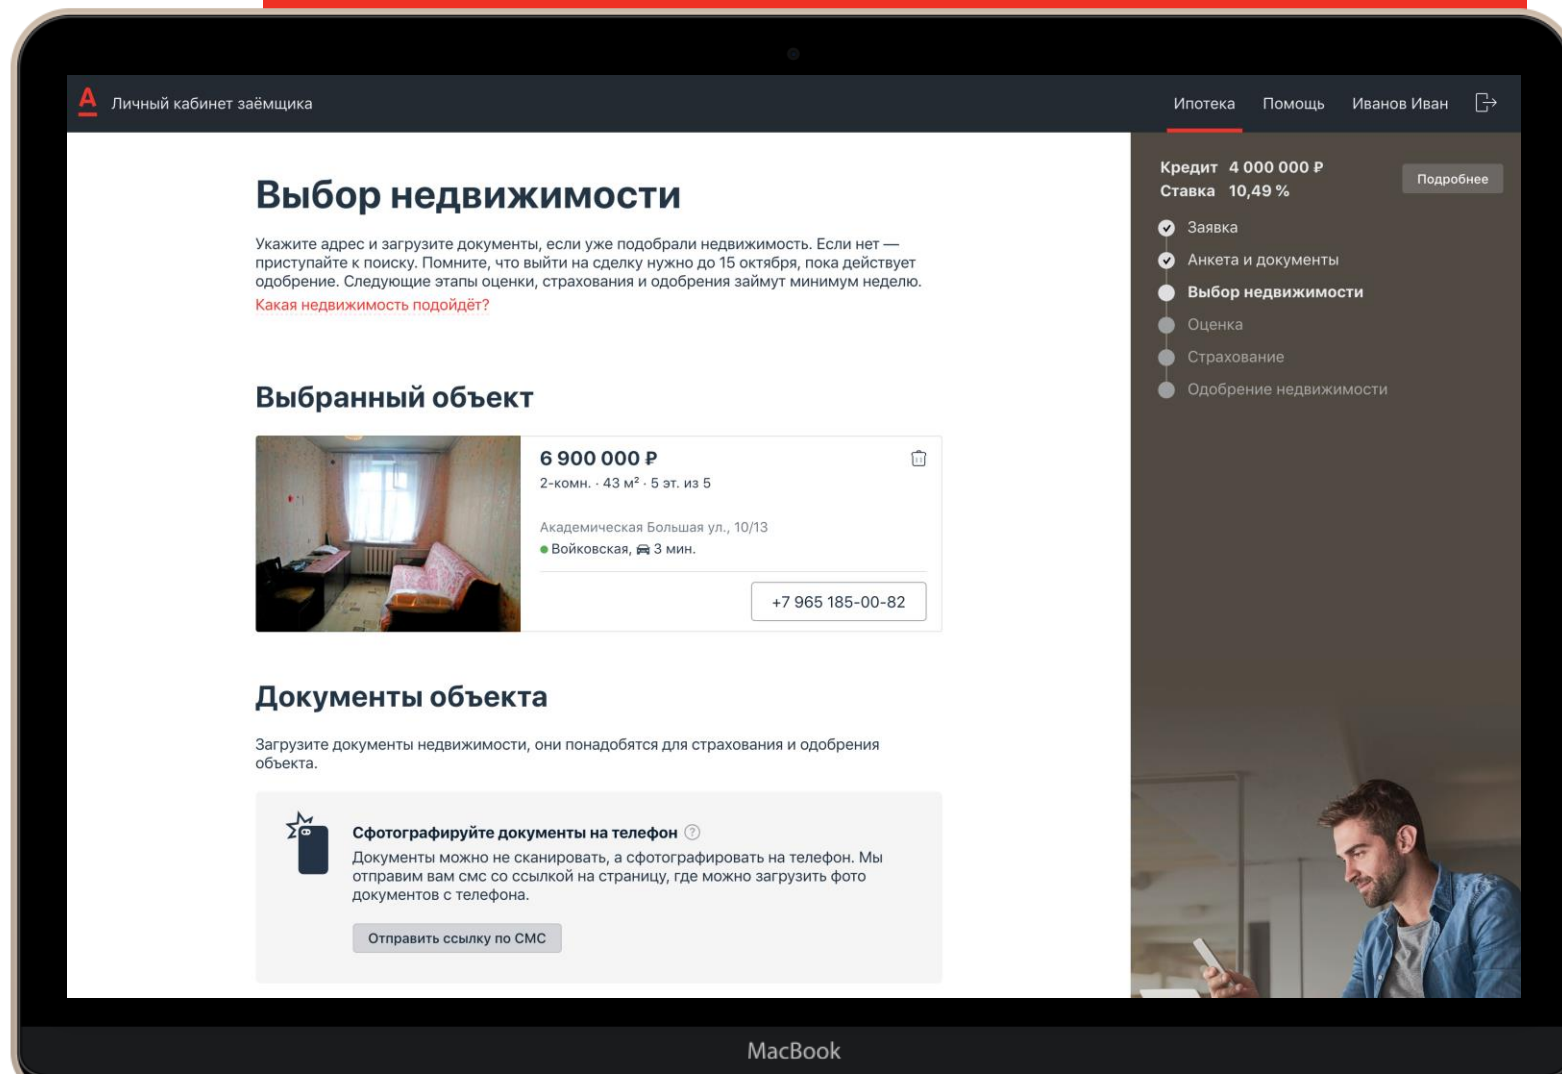 А Личный кабинет заёмщика
Ипотека Помощь Иванов Иван
Выбор недвижимости
Укажите адрес и загрузите документы, если уже подобрали недвижимость. Если нет —
приступайте к поиску. Помните, что выйти на сделку нужно до 15 октября, пока действует
одобрение. Следующие этапы оценки, страхования и одобрения займут минимум неделю.
Какая недвижимость подойдёт?
Выбранный объект
6 900 000 ₽
2-комн. · 43 м² · 5 эт. из 5
Академическая Большая ул., 10/13
Войковская, 3 мин.
+7 965 185-00-82
Документы объекта
Загрузите документы недвижимости, они понадобятся для страхования и одобрения
объекта.
Сфотографируйте документы на телефон ?
Документы можно не сканировать, а сфотографировать на телефон. Мы
отправим вам смс со ссылкой на страницу, где можно загрузить фото
документов с телефона.
Отправить ссылку по СМС
Кредит 4 000 000 ₽
Ставка 10,49 %
Подробнее
Заявка
Анкета и документы
Выбор недвижимости
Оценка
Страхование
Одобрение недвижимости
MacBook